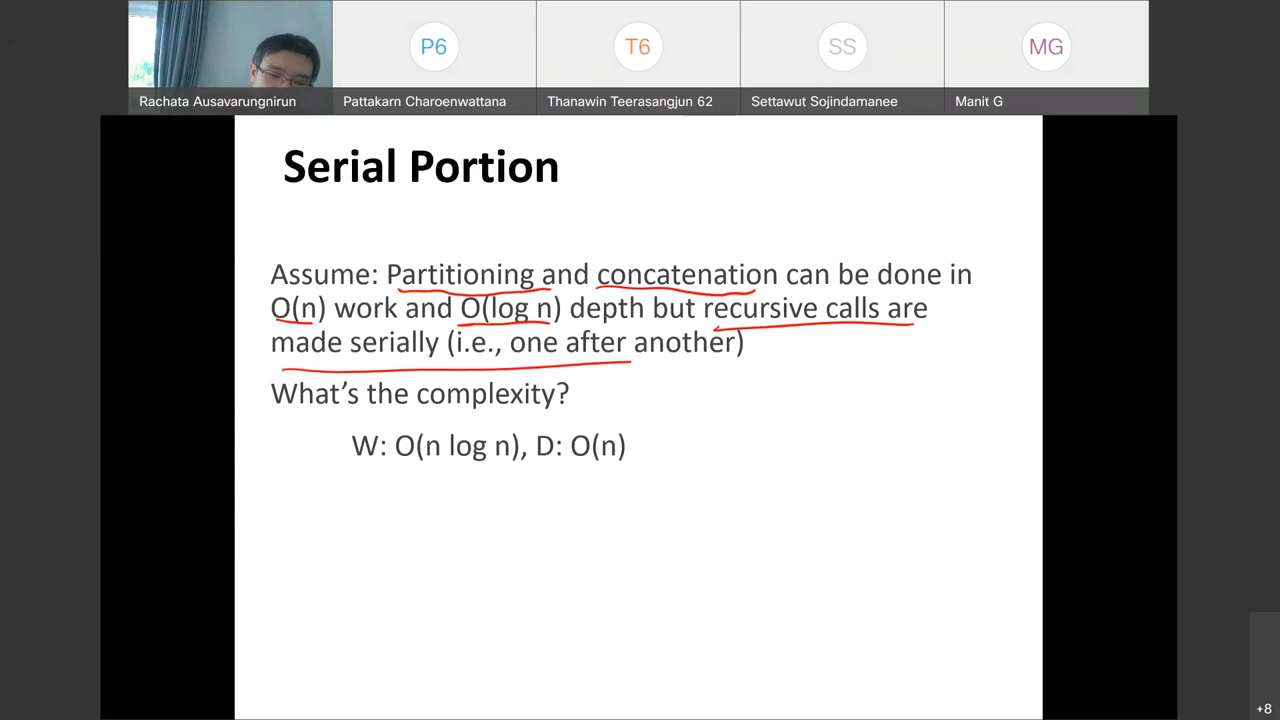 P6
T6
SS
MG
Rachata Ausavarungnirun
Pattakarn Charoenwattana
Thanawin Teerasangjun 62
Settawut Sojindamanee
Manit G
Serial Portion
Assume: Partitioning and concatenation can be done in
O(n) work and O(log n) depth but recursive calls are
made serially (i.e., one after another)
What's the complexity?
W: O(n log n), D: O(n)
+8